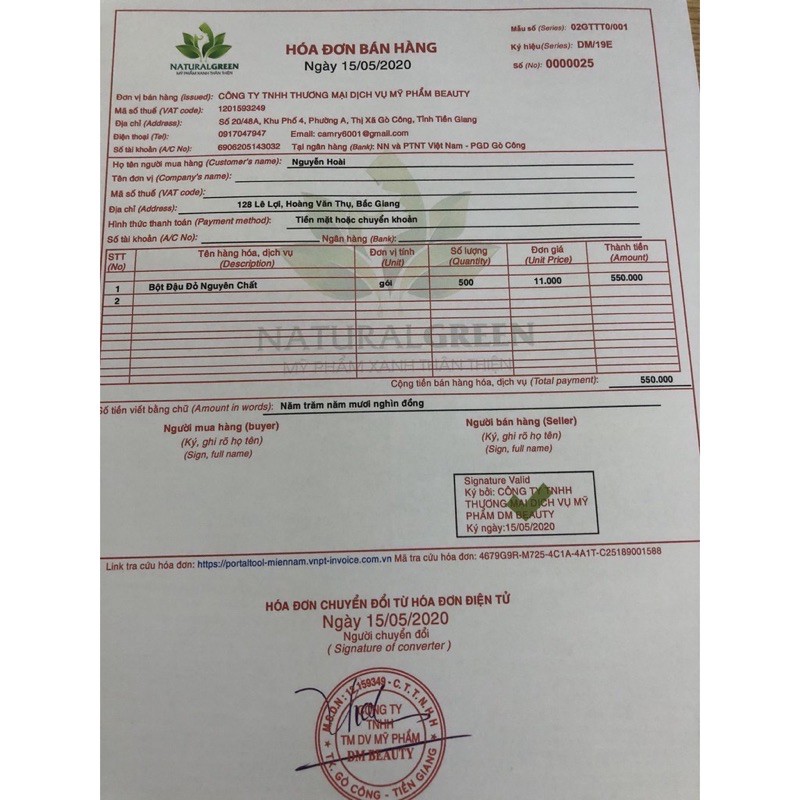 NATURALGREEN
MỸ PHẨM XANH THÂN THIỆN
HÓA ĐƠN BÁN HÀNG
Ngày 15/05/2020
Mẫu số (Series): 02GTTT0/001
Ký hiệu(Series): DM/19E
Số (No): 0000025
Đơn vị bán hàng (issued): CÔNG TY TNHH THƯƠNG MẠI DỊCH VỤ MỸ PHẨM BEAUTY
Mã số thuế (VAT code): 1201593249
Địa chỉ (Address): Số 20/48A, Khu Phố 4, Phường A, Thị Xã Gò Công, Tỉnh Tiền Giang
Điện thoại (Tel): 0917047947 Email: camry6001@gmail.com
Số tài khoản (A/C No): 6906205143032 Tại ngân hàng (Bank): NN và PTNT Việt Nam - PGD Gò Công
Họ tên người mua hàng (Customer's name): Nguyễn Hoài
Tên đơn vị (Company's name):
Mã số thuế (VAT code):
Địa chỉ (Address): 128 Lê Lợi, Hoàng Văn Thụ, Bắc Giang
Hình thức thanh toán (Payment method): Tiền mặt hoặc chuyển khoản
Số tài khoản (A/C No): Ngân hàng (Bank):
STT (No) Tên hàng hóa, dịch vụ (Description) Đơn vị tính (Unit) Số lượng (Quantity) Đơn giá (Unit Price) Thành tiền (Amount)
1 Bột Đậu Đỏ Nguyên Chất gói 500 11.000 550.000
2
NATURALGREEN
MỸ PHẨM XANH THÂN THIỆN
Cộng tiền bán hàng hóa, dịch vụ (Total payment): 550.000
Số tiền viết bằng chữ (Amount in words): Năm trăm năm mươi nghìn đồng
Người mua hàng (buyer)
(Ký, ghi rõ họ tên)
(Sign, full name)
Người bán hàng (Seller)
(Ký, ghi rõ họ tên)
(Sign, full name)
Signature Valid
Ký bởi: CÔNG TY TNHH
THƯƠNG MẠI DỊCH VỤ MỸ
PHẨM DM BEAUTY
Ký ngày:15/05/2020
Link tra cứu hóa đơn: https://portaltool-miennam.vnpt-invoice.com.vn Mã tra cứu hóa đơn: 4679G9R-M725-4C1A-4A1T-C25189001588
HÓA ĐƠN CHUYỂN ĐỔI TỪ HÓA ĐƠN ĐIỆN TỬ
Ngày 15/05/2020
Người chuyển đổi
( Signature of converter )
159349 - C.T.T.N.H.H
CÔNG TY
TNHH
TM DV MỸ PHẨM
DM BEAUTY
TX. GÒ CÔNG - TIỀN GIANG